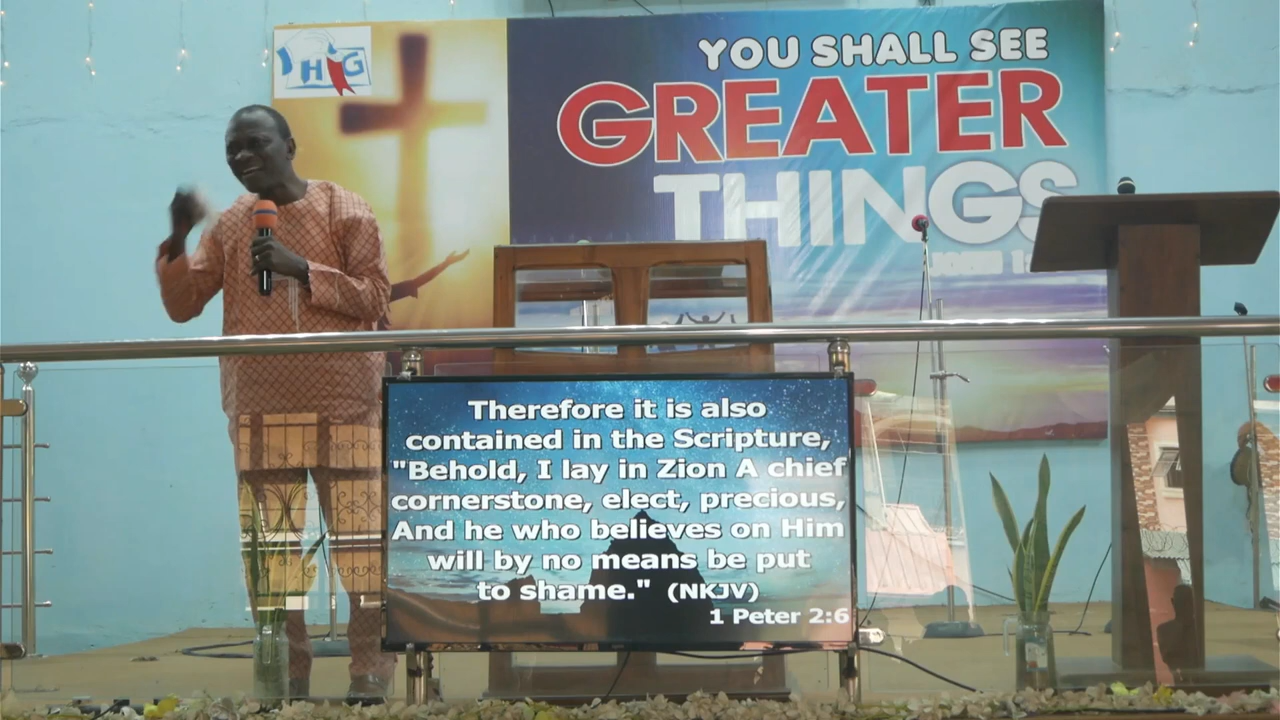 HG
YOU SHALL SEE
GREATER
THINGS
JOHN 1:
Therefore it is also
contained in the Scripture,
"Behold, I lay in Zion A chief
cornerstone, elect, precious,
And he who believes on Him
will by no means be put
to shame." (NKJV)
1 Peter 2:6